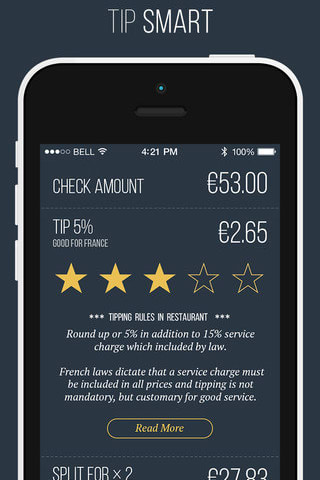 TIP SMART
BELL 4:21 PM 100%
CHECK AMOUNT €53.00
TIP 5% €2.65
GOOD FOR FRANCE
*** TIPPING RULES IN RESTAURANT ***
Round up or 5% in addition to 15% service
charge which included by law.
French laws dictate that a service charge must
be included in all prices and tipping is not
mandatory, but customary for good service.
Read More
SPLIT FOR × 2 €27.83